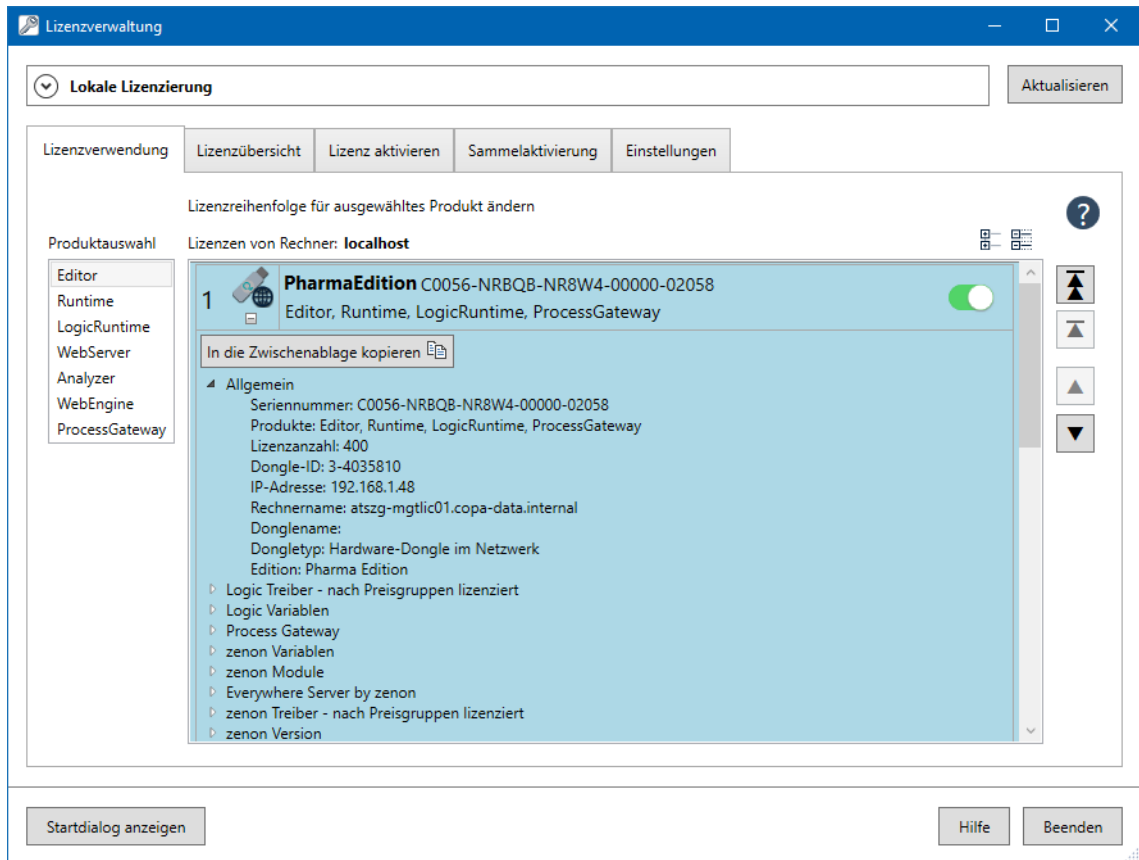 Lizenzverwaltung
Lokale Lizenzierung
Aktualisieren
Lizenzverwendung
Lizenzübersicht
Lizenz aktivieren
Sammelaktivierung
Einstellungen
Lizenzreihenfolge für ausgewähltes Produkt ändern
?
Produktauswahl
Lizenzen von Rechner: localhost
Editor
Runtime
LogicRuntime
WebServer
Analyzer
WebEngine
ProcessGateway
1
PharmaEdition C0056-NRBQB-NR8W4-00000-02058
Editor, Runtime, LogicRuntime, ProcessGateway
In die Zwischenablage kopieren
Allgemein
Seriennummer: C0056-NRBQB-NR8W4-00000-02058
Produkte: Editor, Runtime, LogicRuntime, ProcessGateway
Lizenzanzahl: 400
Dongle-ID: 3-4035810
IP-Adresse: 192.168.1.48
Rechnername: atszg-mgtlic01.copa-data.internal
Donglename:
Dongletyp: Hardware-Dongle im Netzwerk
Edition: Pharma Edition
Logic Treiber - nach Preisgruppen lizenziert
Logic Variablen
Process Gateway
zenon Variablen
zenon Module
Everywhere Server by zenon
zenon Treiber - nach Preisgruppen lizenziert
zenon Version
Startdialog anzeigen
Hilfe
Beenden